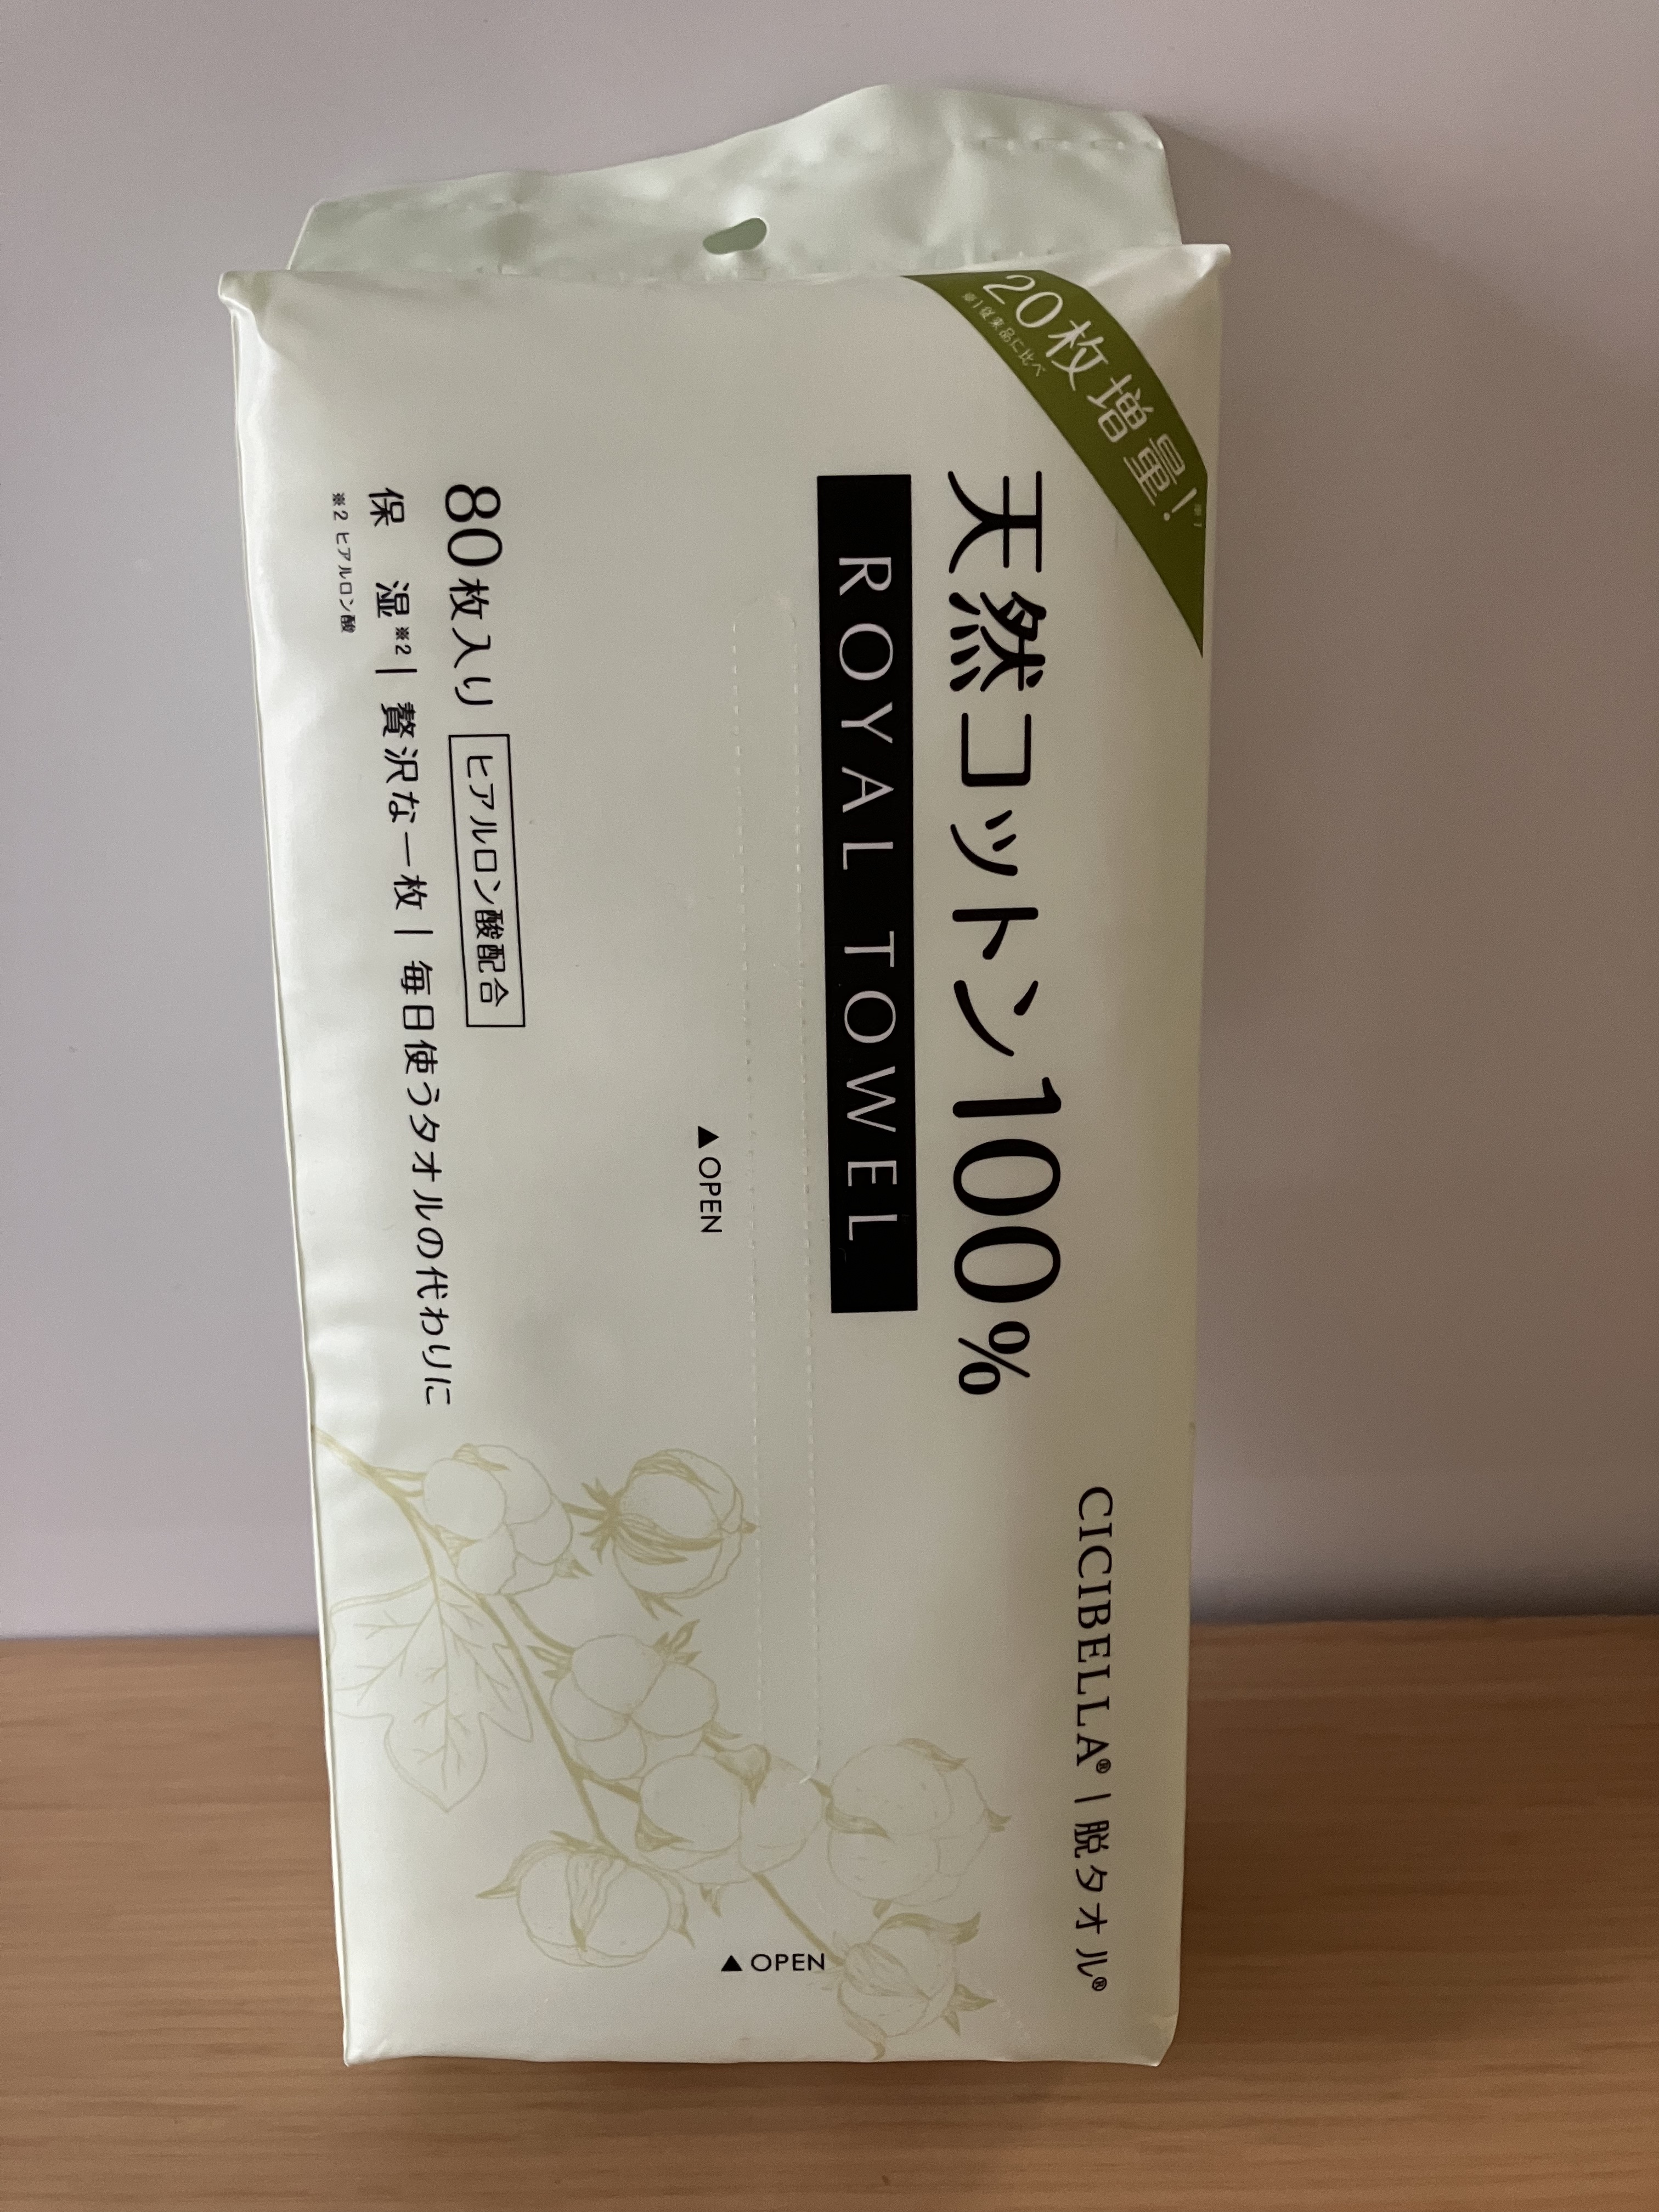 20枚増量!※1
※1従来品に比べ
CICIBELLA®|脱タオル®
天然コットン100%
ROYAL TOWEL
▲OPEN
▲OPEN
80枚入り ヒアルロン酸配合
保 湿※2|贅沢な一枚|毎日使うタオルの代わりに
※2 ヒアルロン酸